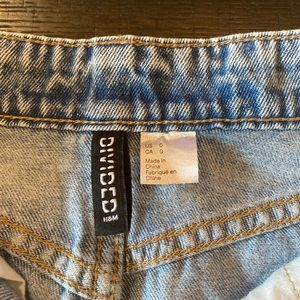 DIVIDED
H&M
US 0
CA 0
Made in
China
Fabriqué en
Chine